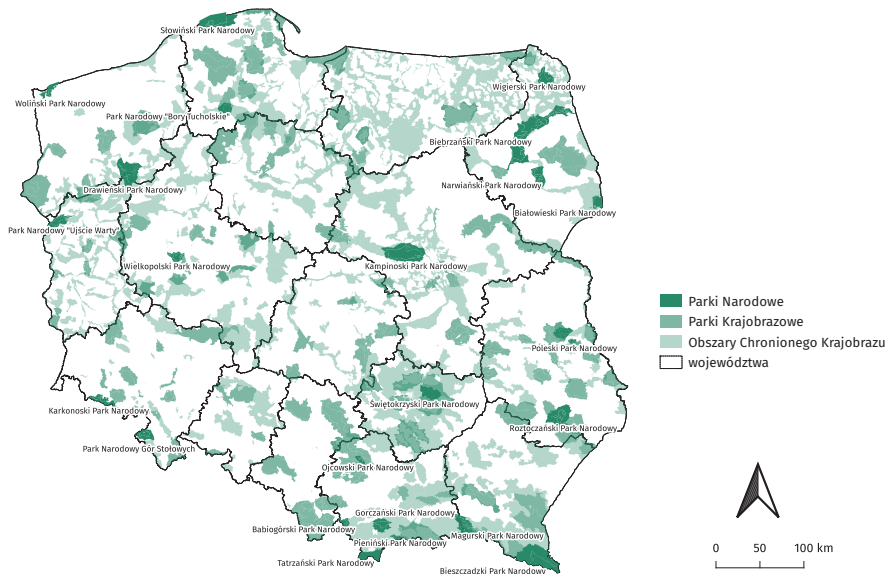 Słowiński Park Narodowy
Wigierski Park Narodowy
Woliński Park Narodowy
Park Narodowy "Bory Tucholskie"
Biebrzański Park Narodowy
Narwiański Park Narodowy
Drawieński Park Narodowy
Białowieski Park Narodowy
Park Narodowy "Ujście Warty"
Wielkopolski Park Narodowy
Kampinoski Park Narodowy
Parki Narodowe
Parki Krajobrazowe
Obszary Chronionego Krajobrazu
województwa
Poleski Park Narodowy
Karkonoski Park Narodowy
Świętokrzyski Park Narodowy
Roztoczański Park Narodowy
Park Narodowy Gór Stołowych
Ojcowski Park Narodowy
Gorczański Park Narodowy
Babiogórski Park Narodowy
Magurski Park Narodowy
Pieniński Park Narodowy
Tatrzański Park Narodowy
Bieszczadzki Park Narodowy
0 50 100 km